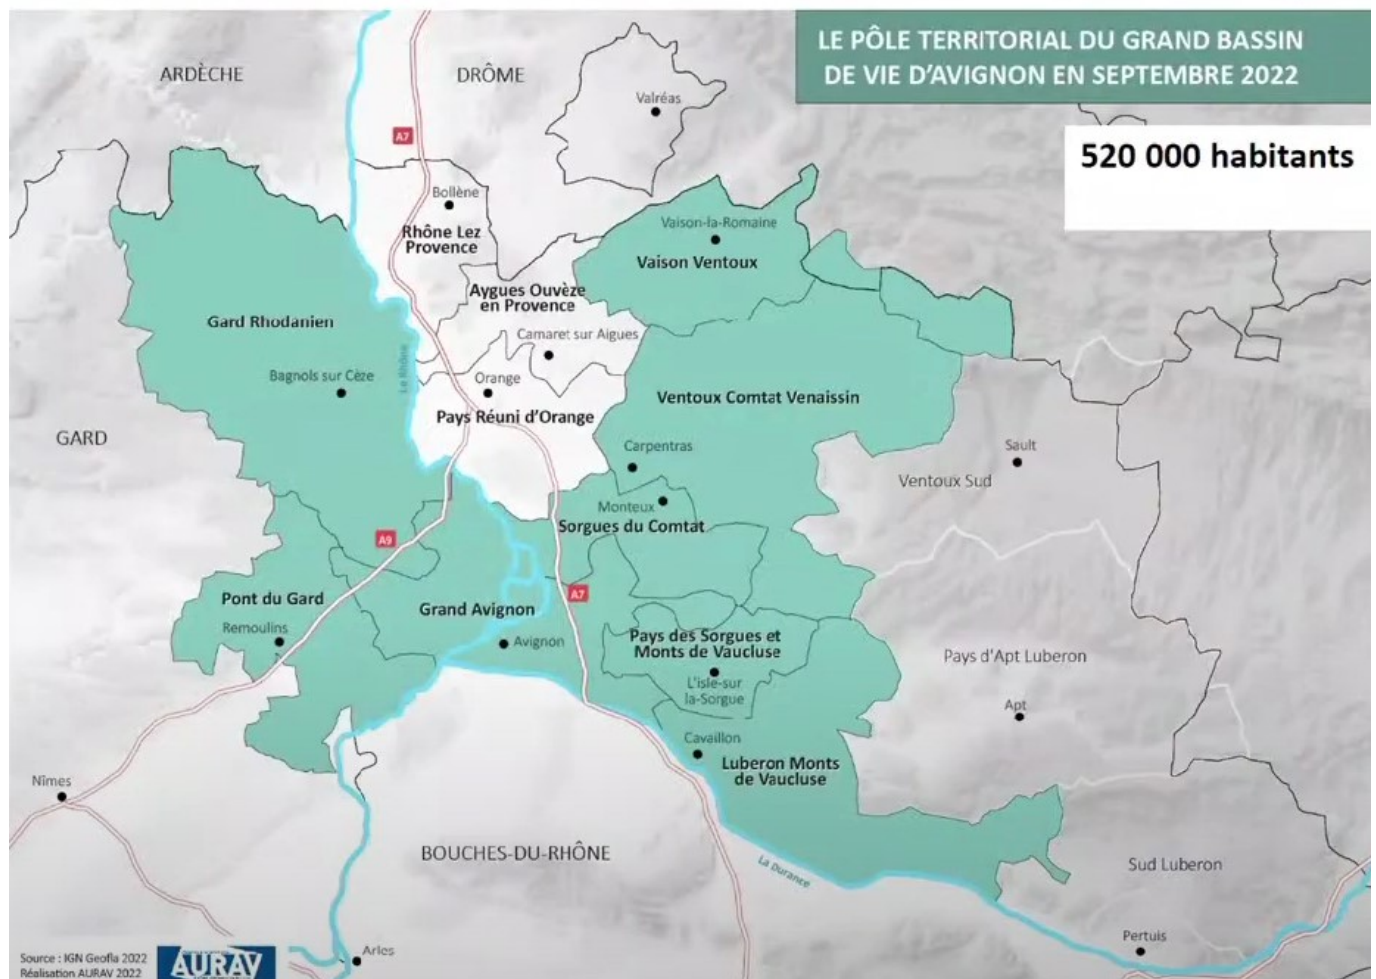 LE PÔLE TERRITORIAL DU GRAND BASSIN
DE VIE D'AVIGNON EN SEPTEMBRE 2022
520 000 habitants
ARDÈCHE
DRÔME
Valréas
A7
Bollène
Rhône Lez
Provence
Vaison-la-Romaine
Vaison Ventoux
Aygues Ouvèze
en Provence
Gard Rhodanien
Camaret sur Aigues
Le Rhône
Bagnols sur Cèze
Orange
Pays Réuni d'Orange
Ventoux Comtat Venaissin
GARD
Carpentras
Sault
Ventoux Sud
Monteux
Sorgues du Comtat
A9
A7
Pont du Gard
Grand Avignon
Remoulins
Avignon
Pays des Sorgues et
Monts de Vaucluse
L'isle-sur
la-Sorgue
Pays d'Apt Luberon
Apt
Cavaillon
Luberon Monts
de Vaucluse
Nîmes
BOUCHES-DU-RHÔNE
La Durance
Sud Luberon
Pertuis
Arles
Source : IGN Geofla 2022
Réalisation AURAV 2022
AURAV